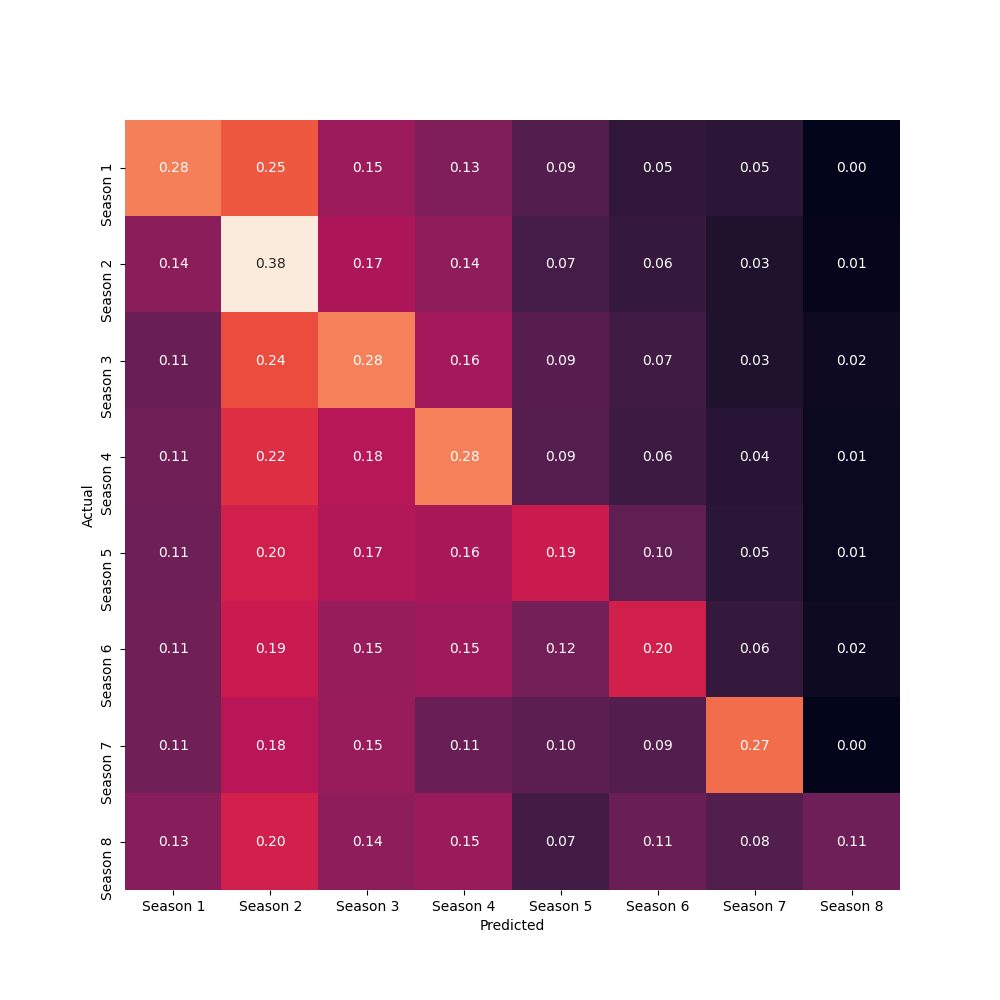 Season 1 0.28 0.25 0.15 0.13 0.09 0.05 0.05 0.00
Season 2 0.14 0.38 0.17 0.14 0.07 0.06 0.03 0.01
Season 3 0.11 0.24 0.28 0.16 0.09 0.07 0.03 0.02
Season 4 0.11 0.22 0.18 0.28 0.09 0.06 0.04 0.01
Actual
Season 5 0.11 0.20 0.17 0.16 0.19 0.10 0.05 0.01
Season 6 0.11 0.19 0.15 0.15 0.12 0.20 0.06 0.02
Season 7 0.11 0.18 0.15 0.11 0.10 0.09 0.27 0.00
Season 8 0.13 0.20 0.14 0.15 0.07 0.11 0.08 0.11
Season 1 Season 2 Season 3 Season 4 Season 5 Season 6 Season 7 Season 8
Predicted